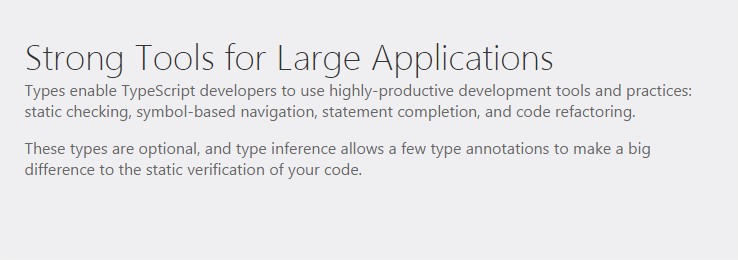 Strong Tools for Large Applications
Types enable TypeScript developers to use highly-productive development tools and practices:
static checking, symbol-based navigation, statement completion, and code refactoring.
These types are optional, and type inference allows a few type annotations to make a big
difference to the static verification of your code.